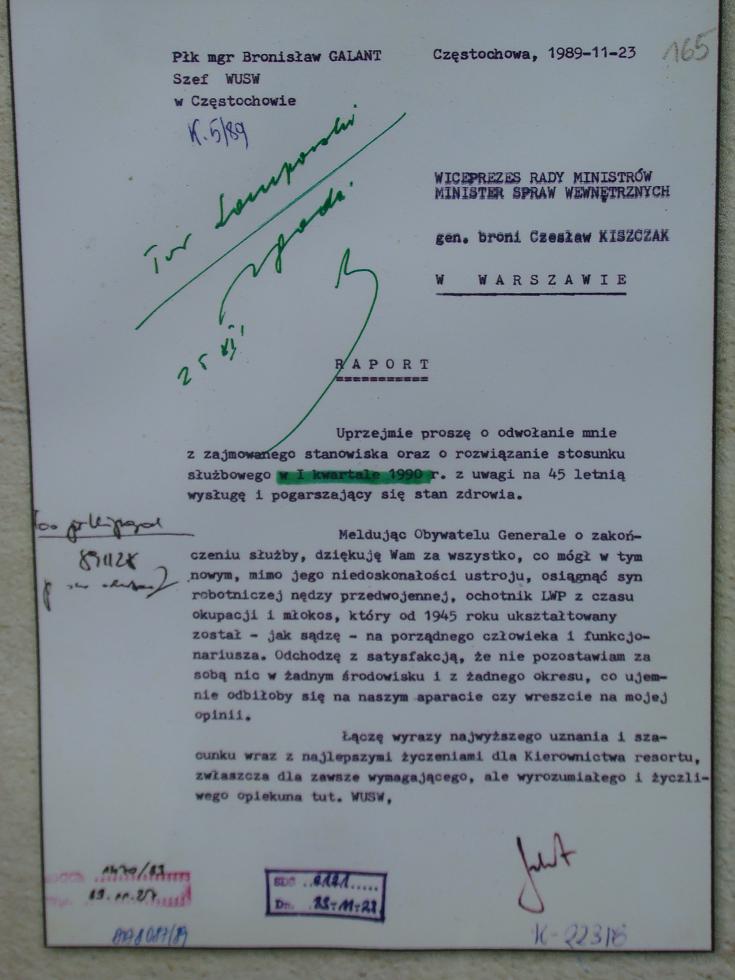 Płk mgr Bronisław GALANT
Częstochowa, 1989-11-23
165
Szef WUSW
w Częstochowie
K.5/89
WICEPREZES RADY MINISTRÓW
MINISTER SPRAW WEWNĘTRZNYCH
gen. broni Czesław KISZCZAK
W WARSZAWIE
25 XI
RAPORT
Uprzejmie proszę o odwołanie mnie
z zajmowanego stanowiska oraz o rozwiązanie stosunku
służbowego w I kwartale 1990 r. z uwagi na 45 letnią
wysługę i pogarszający się stan zdrowia.
Meldując Obywatelu Generale o zakoń-
czeniu służby, dziękuję Wam za wszystko, co mógł w tym
nowym, mimo jego niedoskonałości ustroju, osiągnąć syn
robotniczej nędzy przedwojennej, ochotnik LWP z czasu
okupacji i młokos, który od 1945 roku ukształtowany
został - jak sądzę - na porządnego człowieka i funkcjo-
nariusza. Odchodzę z satysfakcją, że nie pozostawiam za
sobą nic w żadnym środowisku i z żadnego okresu, co ujem-
nie odbiłoby się na naszym aparacie czy wreszcie na mojej
opinii.
891128
Łączę wyrazy najwyższego uznania i sza-
cunku wraz z najlepszymi życzeniami dla Kierownictwa resortu,
zwłaszcza dla zawsze wymagającego, ale wyrozumiałego i życzli-
wego opiekuna tut. WUSW,
Dn.